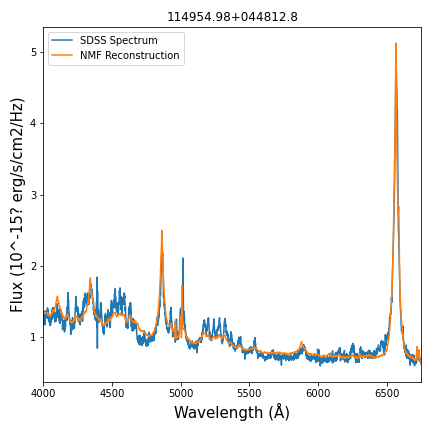 114954.98+044812.8
SDSS Spectrum
NMF Reconstruction
Flux (10^-15? erg/s/cm2/Hz)
5
4
3
2
1
4000 4500 5000 5500 6000 6500
Wavelength (Å)